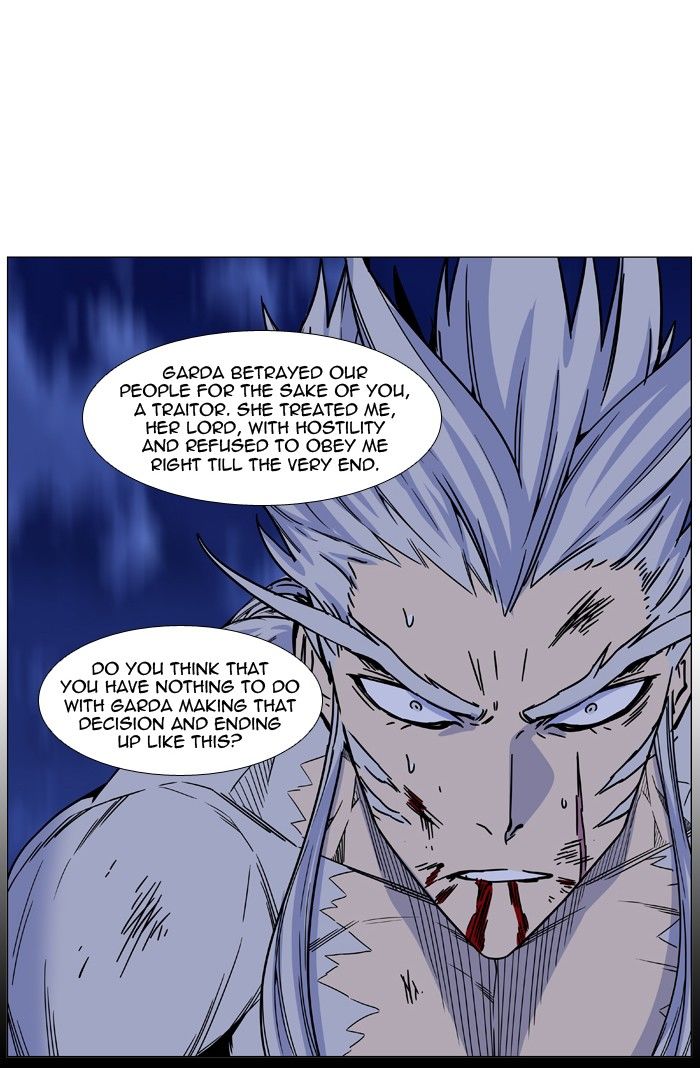 GARDA BETRAYED OUR
PEOPLE FOR THE SAKE OF YOU,
A TRAITOR. SHE TREATED ME,
HER LORD, WITH HOSTILITY
AND REFUSED TO OBEY ME
RIGHT TILL THE VERY END.
DO YOU THINK THAT
YOU HAVE NOTHING TO DO
WITH GARDA MAKING THAT
DECISION AND ENDING
UP LIKE THIS?